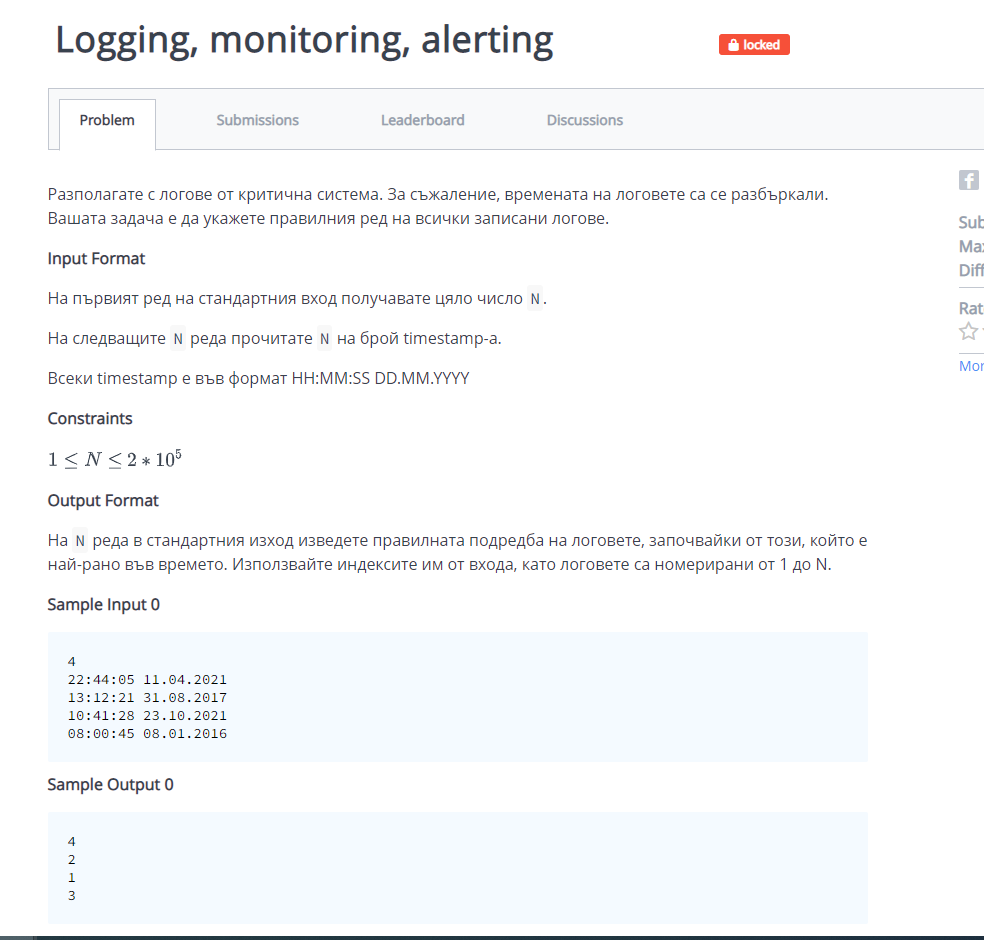 Logging, monitoring, alerting
locked
Problem
Submissions
Leaderboard
Discussions
Разполагате с логове от критична система. За съжаление, времената на логовете са се разбъркали.
Вашата задача е да укажете правилния ред на всички записани логове.
Input Format
На първият ред на стандартния вход получавате цяло число N.
На следващите N реда прочитате N на брой timestamp-а.
Всеки timestamp е във формат HH:MM:SS DD.MM.YYYY
Constraints
1 ≤ N ≤ 2 ∗ 10⁵
Output Format
На N реда в стандартния изход изведете правилната подредба на логовете, започвайки от този, който е
най-рано във времето. Използвайте индексите им от входа, като логовете са номерирани от 1 до N.
Sample Input 0
4
22:44:05 11.04.2021
13:12:21 31.08.2017
10:41:28 23.10.2021
08:00:45 08.01.2016
Sample Output 0
4
2
1
3
f
Sub
Max
Diff
Rat
Mor